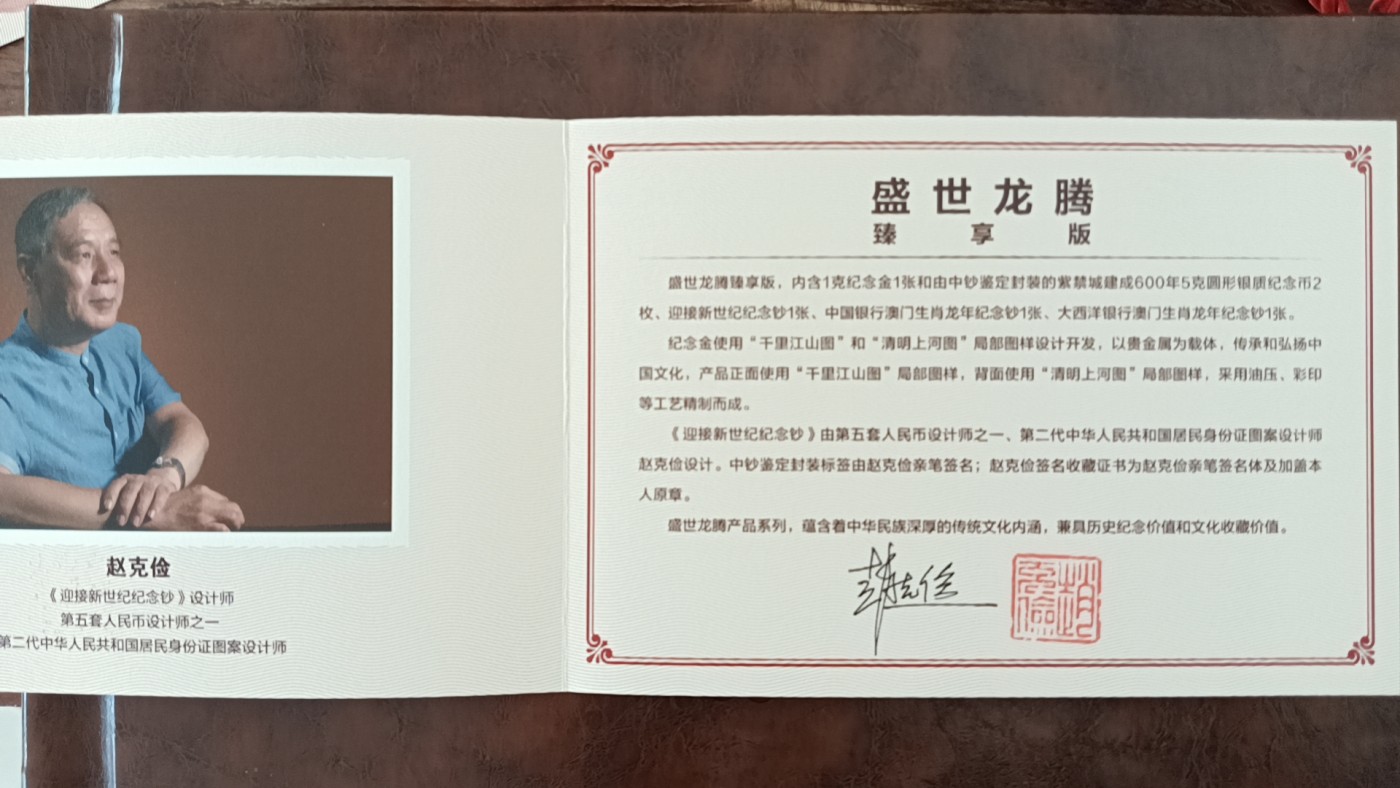 赵克俭
《迎接新世纪纪念钞》设计师
第五套人民币设计师之一
第二代中华人民共和国居民身份证图案设计师
盛世龙腾
臻享版
盛世龙腾臻享版，内含1克纪念金1张和由中钞鉴定封装的紫禁城建成600年5克圆形银质纪念币2
枚、迎接新世纪纪念钞1张、中国银行澳门生肖龙年纪念钞1张、大西洋银行澳门生肖龙年纪念钞1张。
纪念金使用“千里江山图”和“清明上河图”局部图样设计开发，以贵金属为载体，传承和弘扬中
国文化，产品正面使用“千里江山图”局部图样，背面使用“清明上河图”局部图样，采用油压、彩印
等工艺精制而成。
《迎接新世纪纪念钞》由第五套人民币设计师之一、第二代中华人民共和国居民身份证图案设计师
赵克俭设计。中钞鉴定封装标签由赵克俭亲笔签名；赵克俭签名收藏证书为赵克俭亲笔签名体及加盖本
人原章。
盛世龙腾产品系列，蕴含着中华民族深厚的传统文化内涵，兼具历史纪念价值和文化收藏价值。
赵克俭